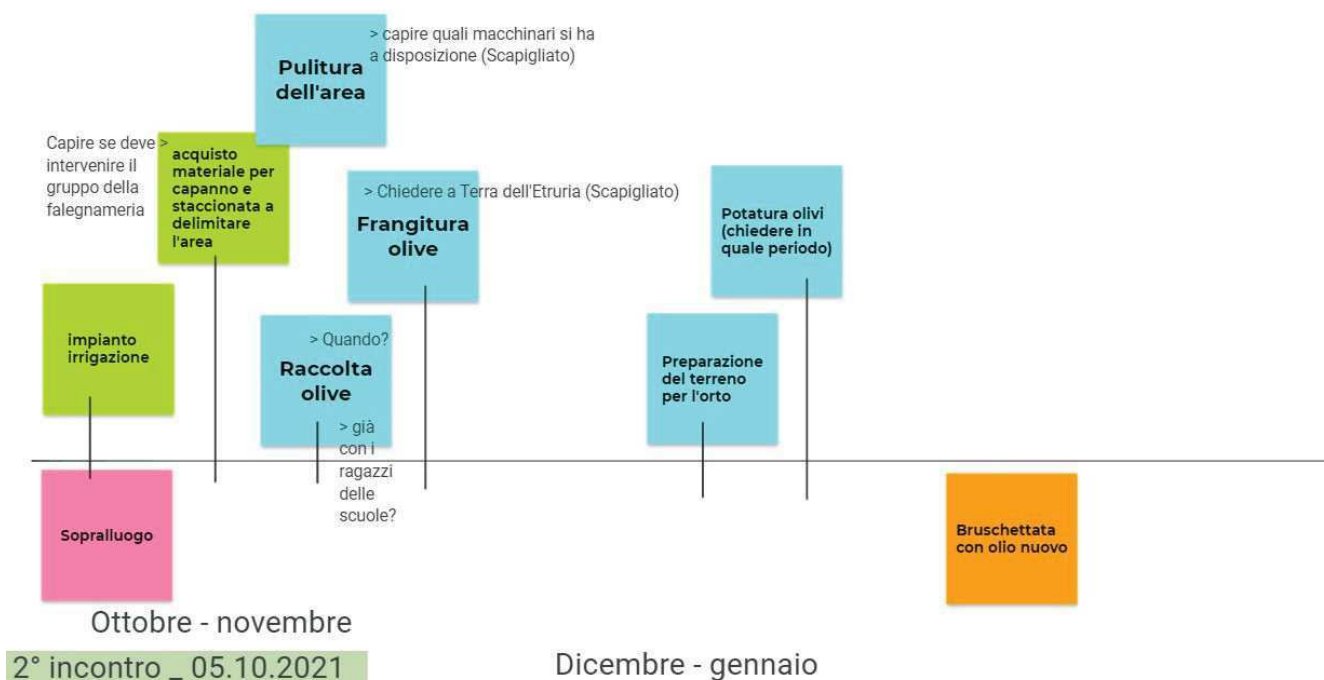 > capire quali macchinari si ha
a disposizione (Scapigliato)
Pulitura
dell'area
Capire se deve >
intervenire il
gruppo della
falegnameria
acquisto
materiale per
capanno e
staccionata a
delimitare
l'area
> Chiedere a Terra dell'Etruria (Scapigliato)
Frangitura
olive
Potatura olivi
(chiedere in
quale periodo)
impianto
irrigazione
> Quando?
Raccolta
olive
> già
con i
ragazzi
delle
scuole?
Preparazione
del terreno
per l'orto
Sopralluogo
Bruschettata
con olio nuovo
Ottobre - novembre
2° incontro _ 05.10.2021
Dicembre - gennaio